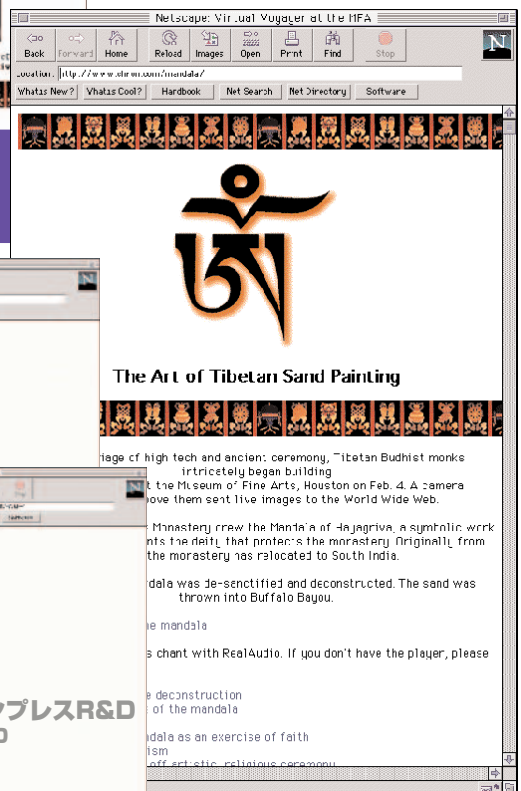 Netscape: Virtual Voyager at the MFA
Back Forward Home Reload Images Open Print Find Stop
N
Location: http://www.chron.com/mandala/
What's New? What's Cool? Handbook Net Search Net Directory Software
ༀ
The Art of Tibetan Sand Painting
iage of high tech and ancient ceremony, Tibetan Budhist monks
intricately began building
t the Museum of Fine Arts, Houston on Feb. 4. A camera
ove them sent live images to the World Wide Web.
Monastery drew the Mandala of Hayagriva, a symbolic work
nts the deity that protects the monastery. Originally from
the monastery has relocated to South India.
dala was de-sanctified and deconstructed. The sand was
thrown into Buffalo Bayou.
he mandala
s chant with RealAudio. If you don't have the player, please
e deconstruction
of the mandala
dala as an exercise of faith
ism
off artistic, religious ceremony
ンプレスR&D